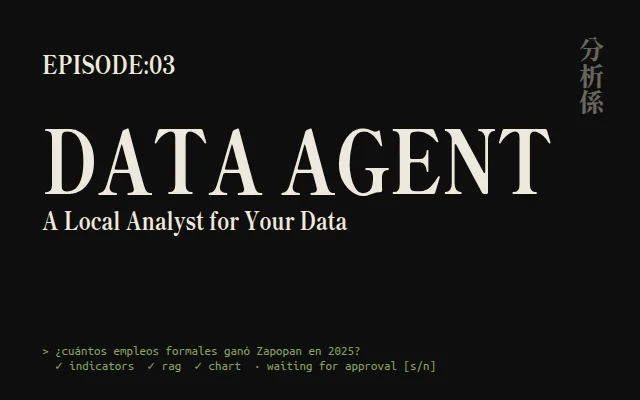 EPISODE:03
分析係
DATA AGENT
A Local Analyst for Your Data
> ¿cuántos empleos formales ganó Zapopan en 2025?
✓ indicators ✓ rag ✓ chart · waiting for approval [s/n]